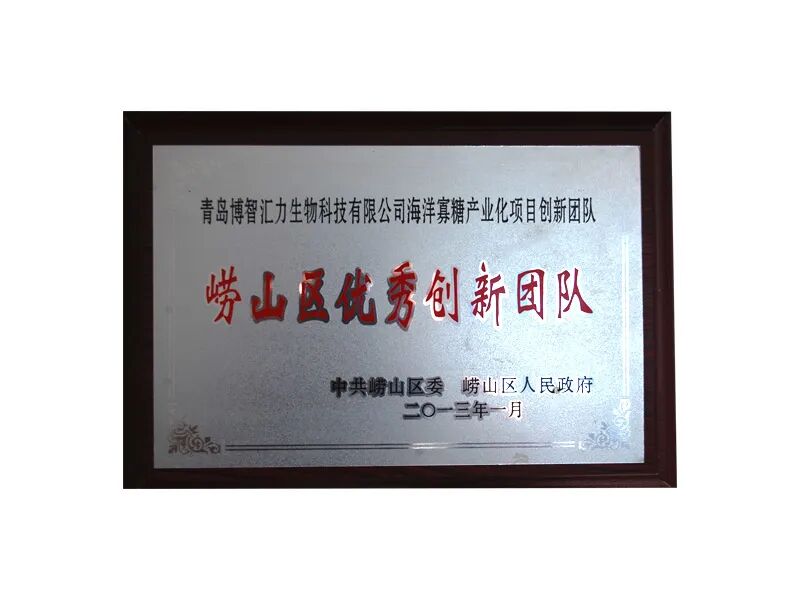 青岛博智汇力生物科技有限公司海洋寡糖产业化项目创新团队
崂山区优秀创新团队
中共崂山区委 崂山区人民政府
二〇一三年一月